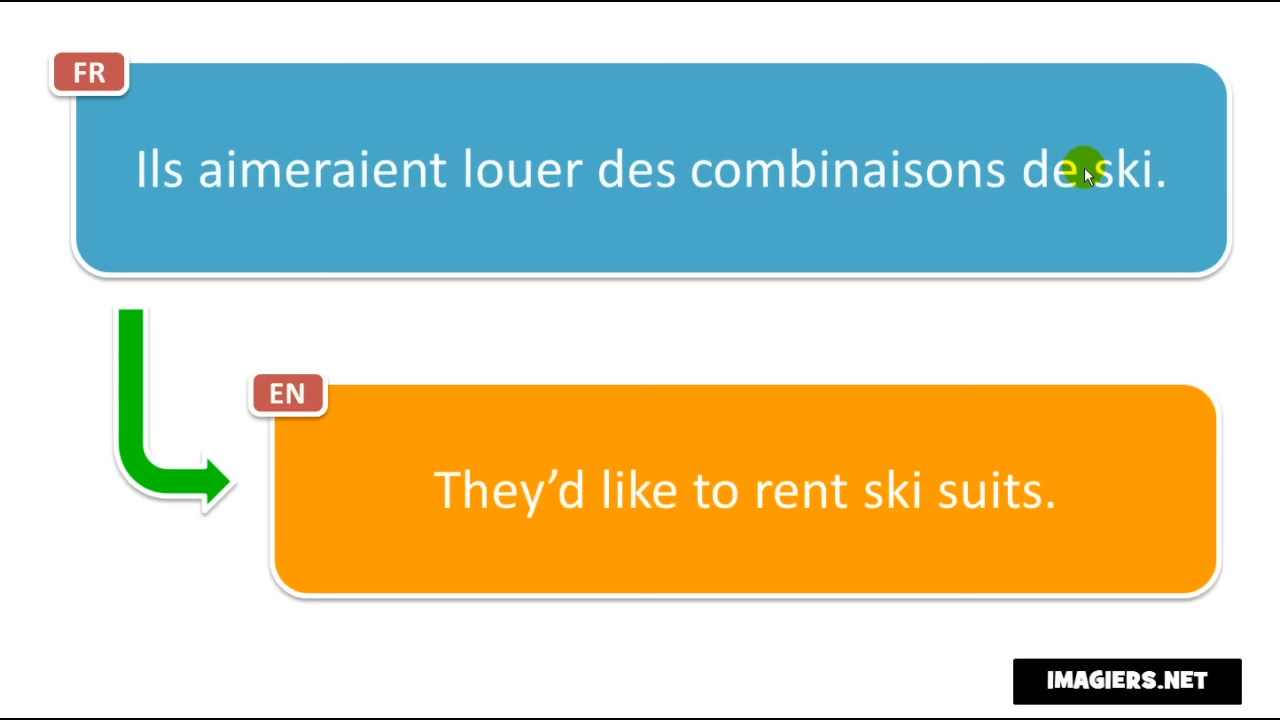 FR
Ils aimeraient louer des combinaisons de ski.
EN
They’d like to rent ski suits.
IMAGIERS.NET